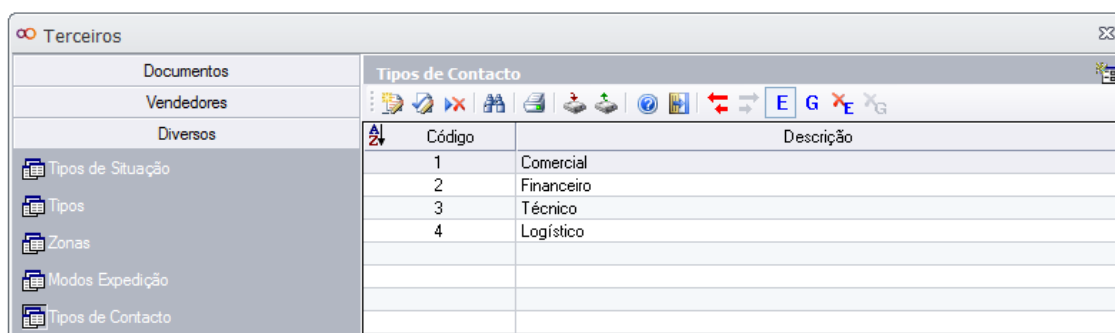 Terceiros
Documentos
Vendedores
Diversos
Tipos de Situação
Tipos
Zonas
Modos Expedição
Tipos de Contacto
Tipos de Contacto
E G E G
A Z Código Descrição
1 Comercial
2 Financeiro
3 Técnico
4 Logístico